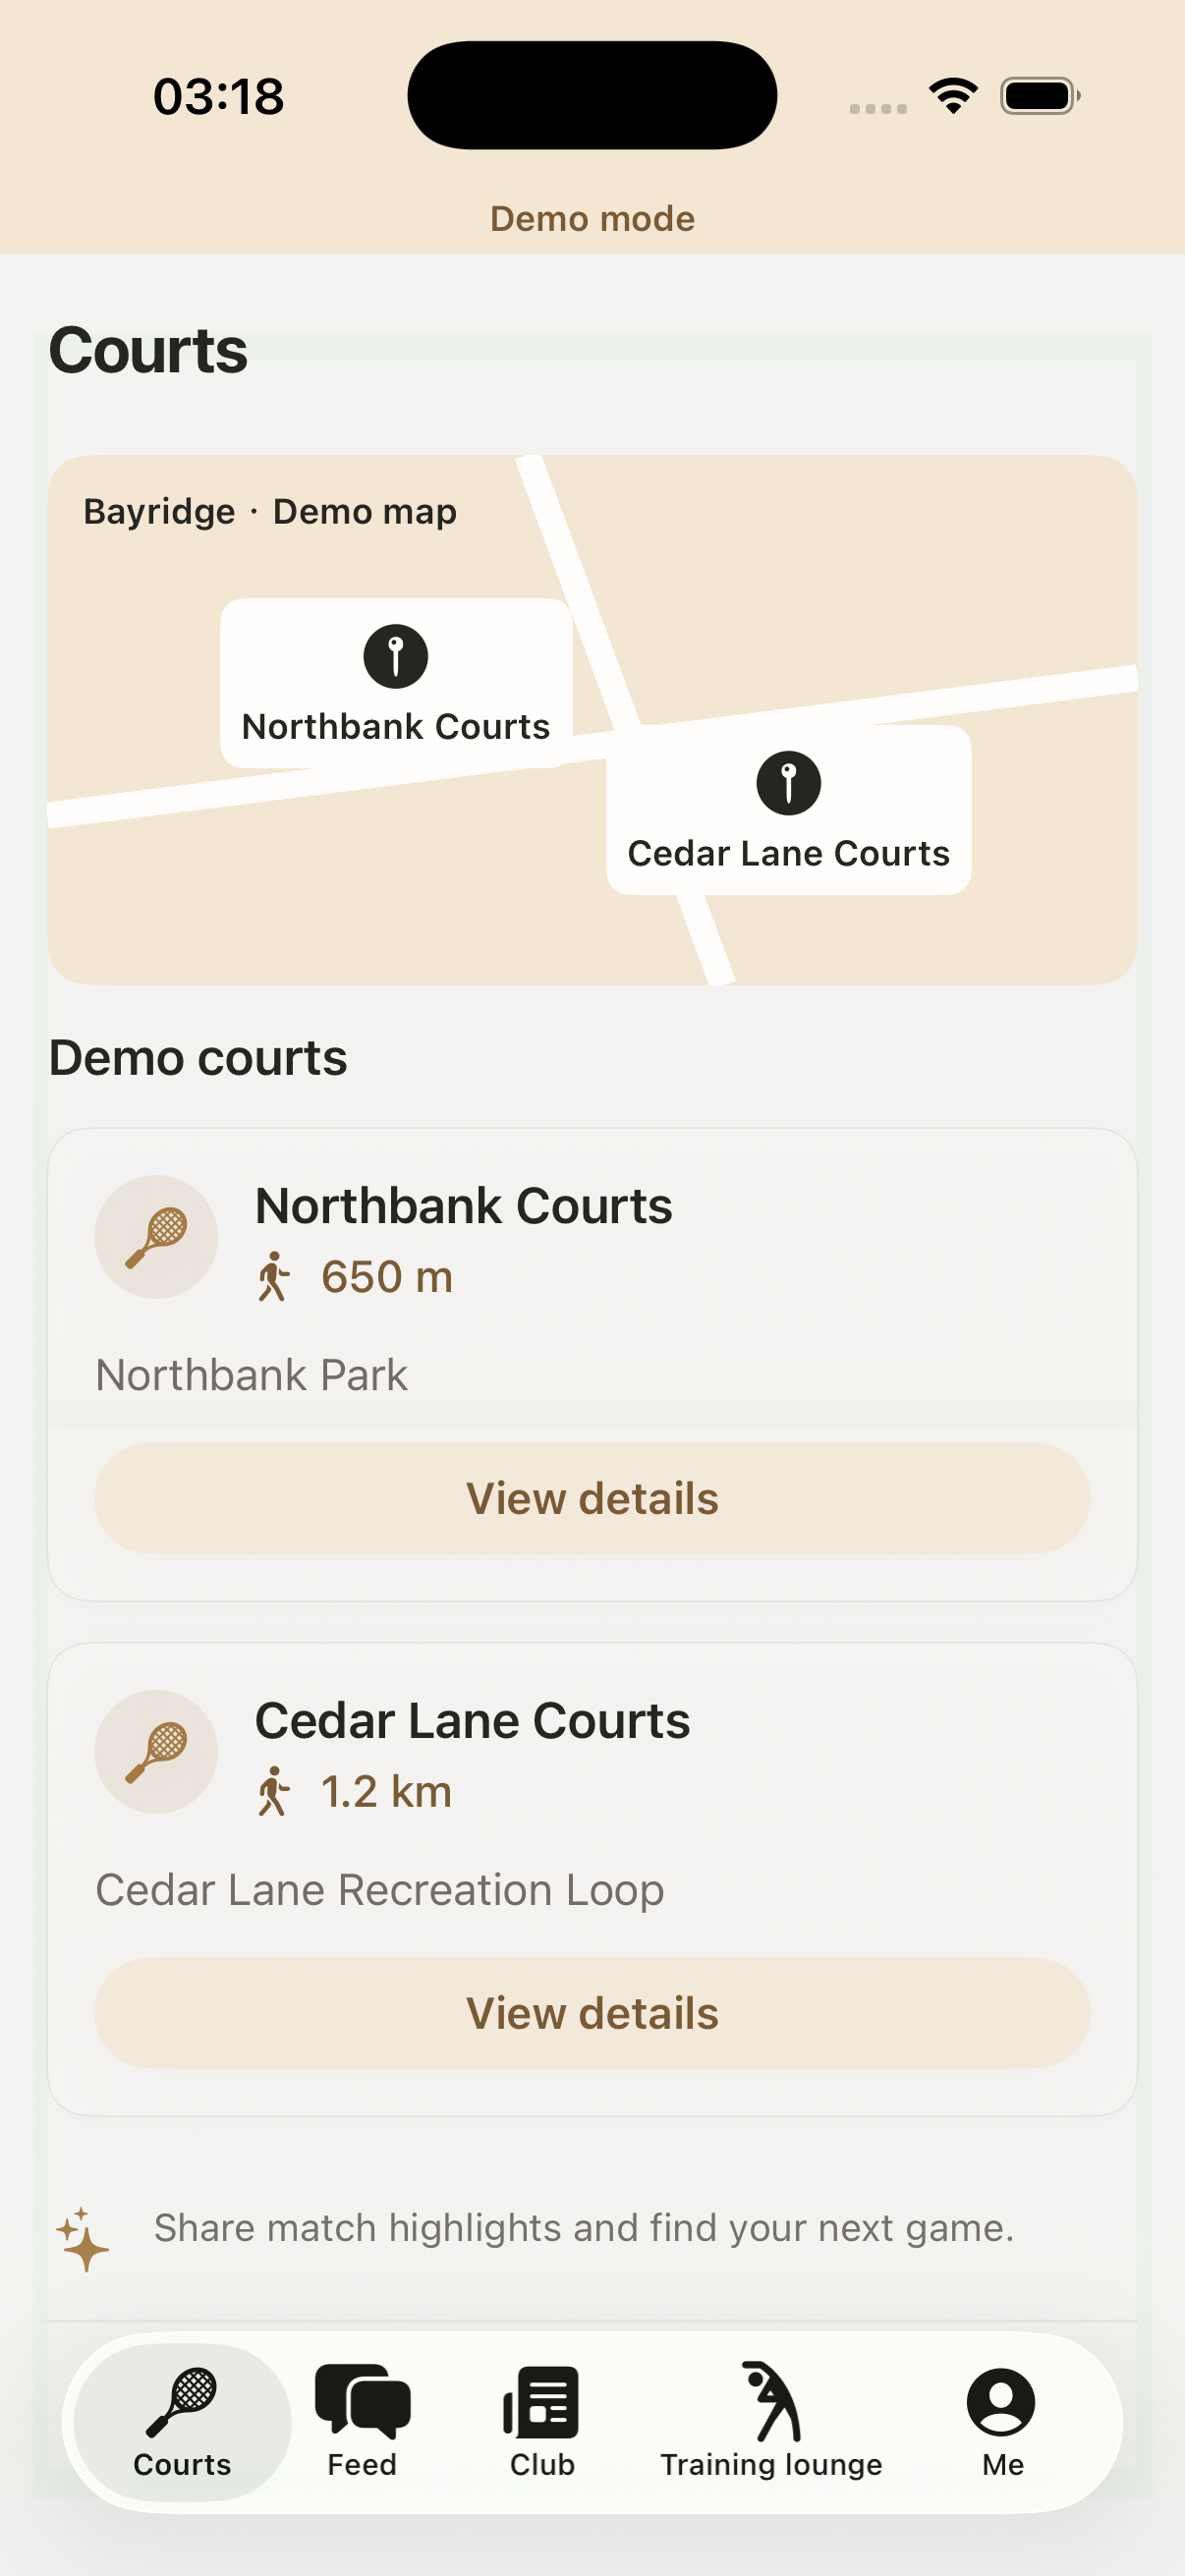 03:18
Demo mode
Courts
Bayridge · Demo map
Northbank Courts
Cedar Lane Courts
Demo courts
Northbank Courts
650 m
Northbank Park
View details
Cedar Lane Courts
1.2 km
Cedar Lane Recreation Loop
View details
Share match highlights and find your next game.
Courts
Feed
Club
Training lounge
Me